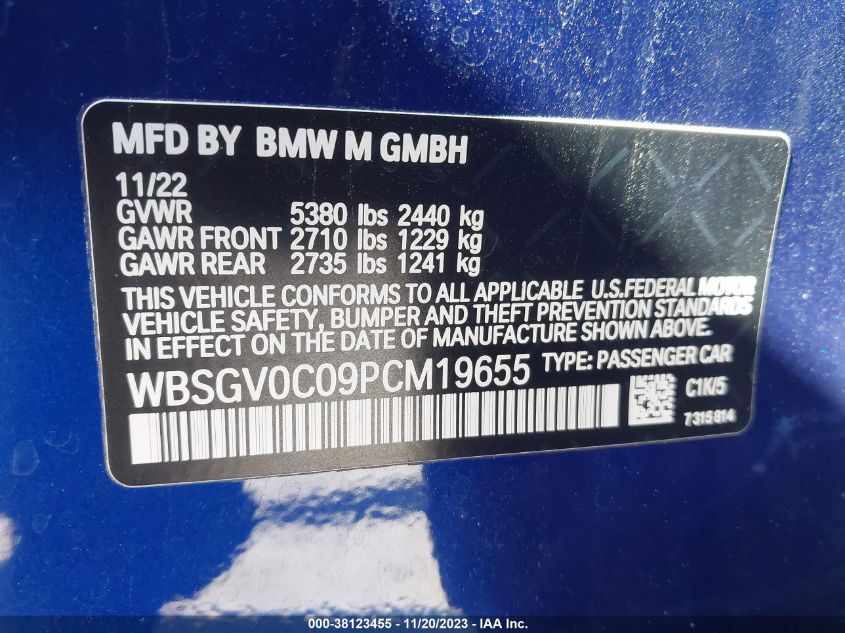 MFD BY BMW M GMBH
11/22
GVWR 5380 lbs 2440 kg
GAWR FRONT 2710 lbs 1229 kg
GAWR REAR 2735 lbs 1241 kg
THIS VEHICLE CONFORMS TO ALL APPLICABLE U.S.FEDERAL MOTOR
VEHICLE SAFETY, BUMPER AND THEFT PREVENTION STANDARDS
IN EFFECT ON THE DATE OF MANUFACTURE SHOWN ABOVE.
WBSGV0C09PCM19655 TYPE: PASSENGER CAR
C1K/5
7315814
000-38123455 - 11/20/2023 - IAA Inc.